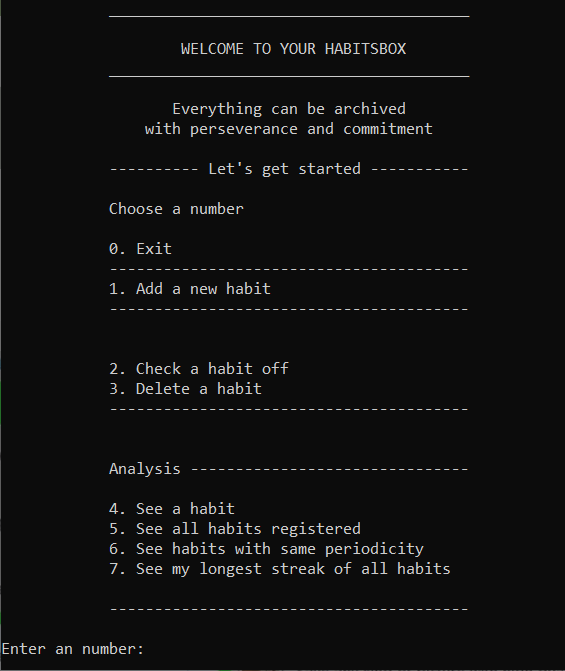 WELCOME TO YOUR HABITSBOX
Everything can be archived
with perseverance and commitment
---------- Let's get started -----------
Choose a number
0. Exit
----------------------------------------
1. Add a new habit
----------------------------------------
2. Check a habit off
3. Delete a habit
----------------------------------------
Analysis -------------------------------
4. See a habit
5. See all habits registered
6. See habits with same periodicity
7. See my longest streak of all habits
----------------------------------------
Enter an number: